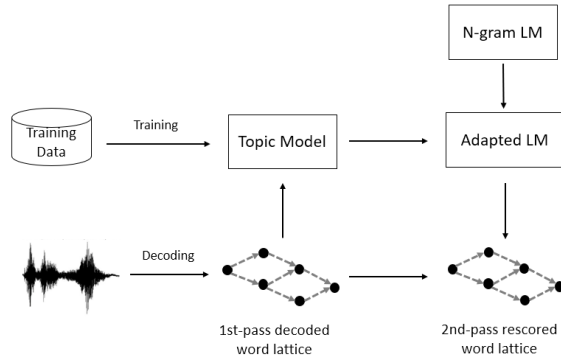 N-gram LM
Training
Data
Training
Topic Model
Adapted LM
Decoding
1st-pass decoded
word lattice
2nd-pass rescored
word lattice